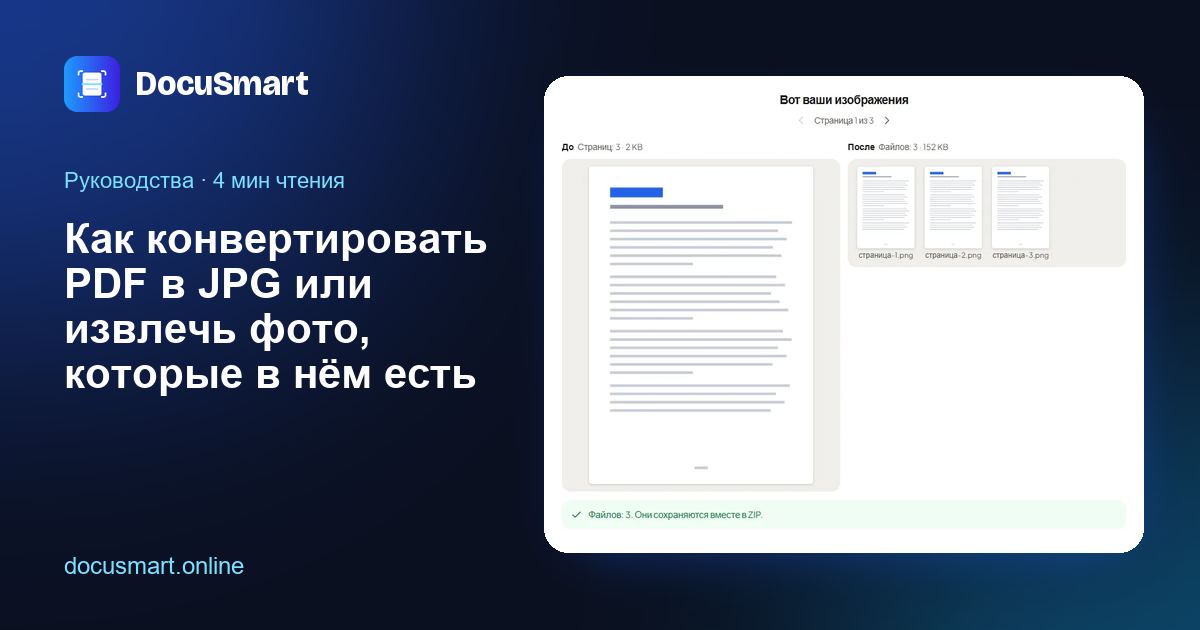 DocuSmart
Руководства · 4 мин чтения
Как конвертировать
PDF в JPG или
извлечь фото,
которые в нём есть
docusmart.online
Вот ваши изображения
Страница 1 из 3
До Страниц: 3 · 2 KB
После Файлов: 3 · 152 KB
страница-1.png страница-2.png страница-3.png
Файлов: 3. Они сохраняются вместе в ZIP.